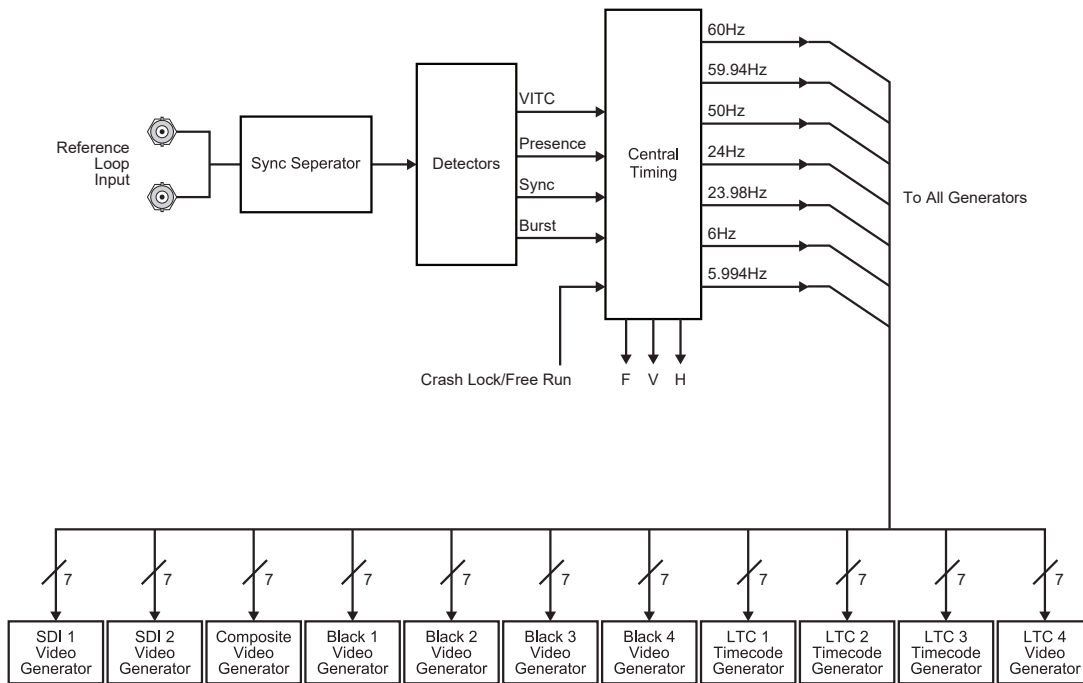 Reference
Loop
Input
Sync Seperator
Detectors
VITC
Presence
Sync
Burst
Central
Timing
60Hz
59.94Hz
50Hz
24Hz
23.98Hz
6Hz
5.994Hz
To All Generators
Crash Lock/Free Run
F V H
7 7 7 7 7 7 7 7 7 7 7
SDI 1
Video
Generator
SDI 2
Video
Generator
Composite
Video
Generator
Black 1
Video
Generator
Black 2
Video
Generator
Black 3
Video
Generator
Black 4
Video
Generator
LTC 1
Timecode
Generator
LTC 2
Timecode
Generator
LTC 3
Timecode
Generator
LTC 4
Video
Generator